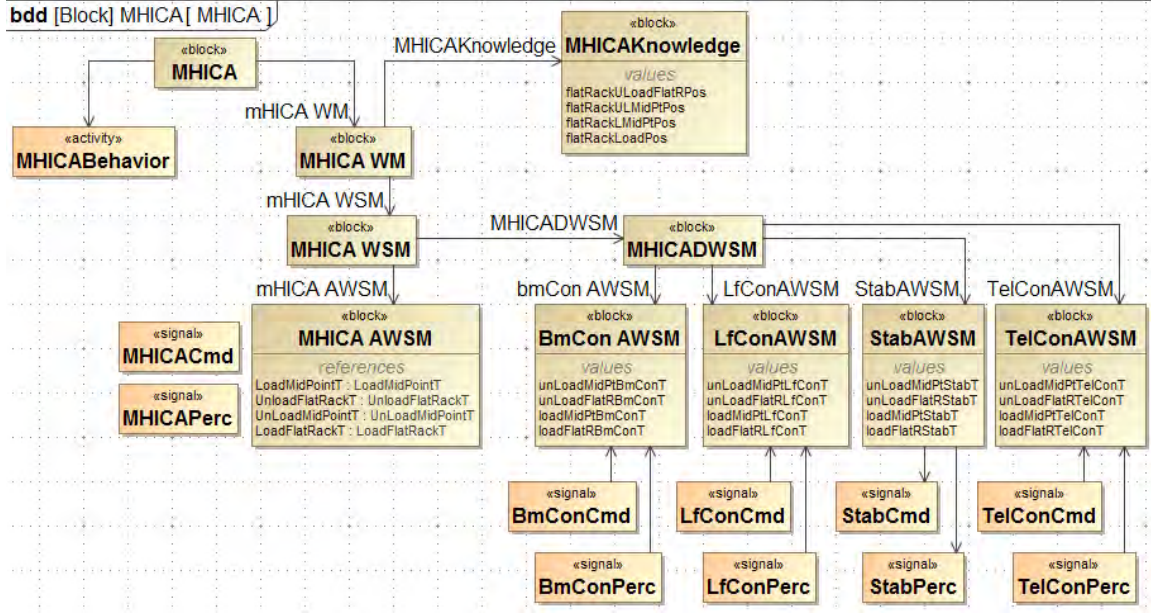 bdd [Block] MHICA[ MHICA ]
«block»
MHICA
«activity»
MHICABehavior
mHICA WM
«block»
MHICA WM
MHICAKnowledge
«block»
MHICAKnowledge
values
flatRackULoadFlatRPos
flatRackULMidPtPos
flatRackLMidPtPos
flatRackLoadPos
mHICA WSM
«block»
MHICA WSM
MHICADWSM
«block»
MHICADWSM
mHICA AWSM
«block»
MHICA AWSM
references
LoadMidPointT : LoadMidPointT
UnloadFlatRackT : UnloadFlatRackT
UnLoadMidPointT : UnLoadMidPointT
LoadFlatRackT : LoadFlatRackT
«signal»
MHICACmd
«signal»
MHICAPerc
bmCon AWSM
«block»
BmCon AWSM
values
unLoadMidPtBmConT
unLoadFlatRBmConT
loadMidPtBmConT
loadFlatRBmConT
LfConAWSM
«block»
LfConAWSM
values
unLoadMidPtLfConT
unLoadFlatRLfConT
loadMidPtLfConT
loadFlatRLfConT
StabAWSM
«block»
StabAWSM
values
unLoadMidPtStabT
unLoadFlatRStabT
loadMidPtStabT
loadFlatRStabT
TelConAWSM
«block»
TelConAWSM
values
unLoadMidPtTelConT
unLoadFlatRTelConT
loadMidPtTelConT
loadFlatRTelConT
«signal»
BmConCmd
«signal»
LfConCmd
«signal»
StabCmd
«signal»
TelConCmd
«signal»
BmConPerc
«signal»
LfConPerc
«signal»
StabPerc
«signal»
TelConPerc